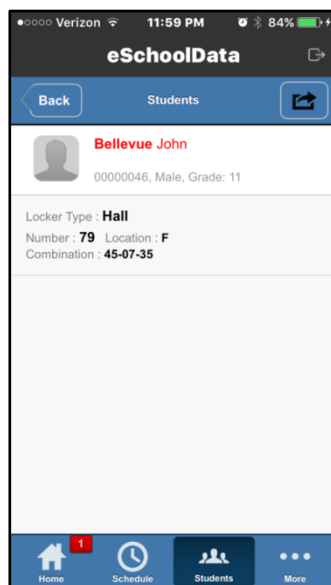 Verizon 11:59 PM 84%
eSchoolData
Back Students
Bellevue John
00000046, Male, Grade: 11
Locker Type : Hall
Number : 79 Location : F
Combination : 45-07-35
1
Home Schedule Students More